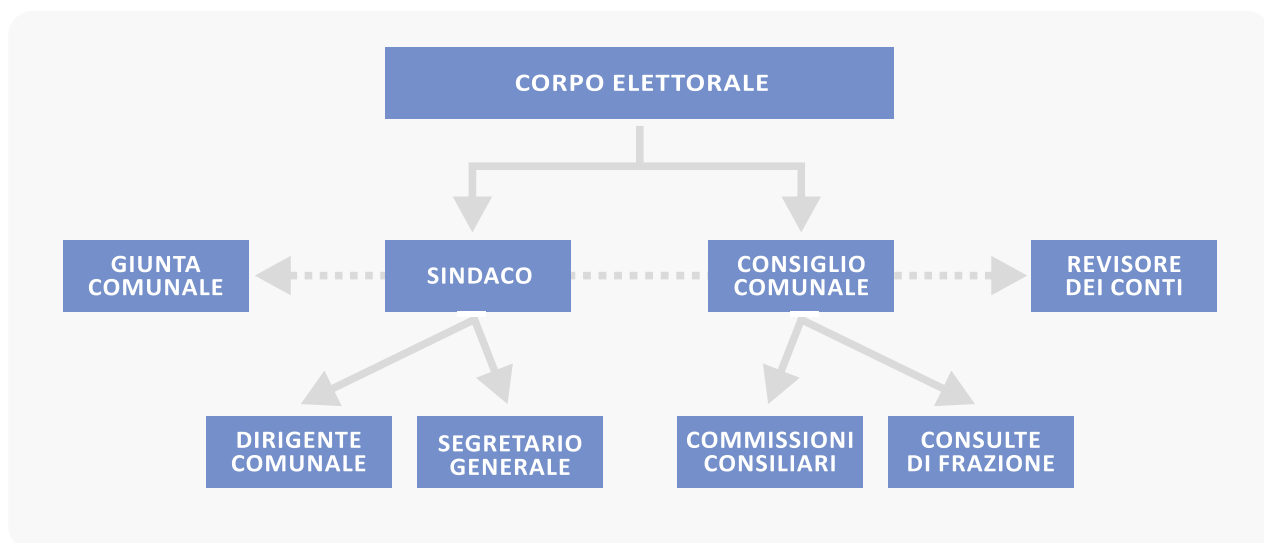 CORPO ELETTORALE
GIUNTA
COMUNALE
SINDACO
CONSIGLIO
COMUNALE
REVISORE
DEI CONTI
DIRIGENTE
COMUNALE
SEGRETARIO
GENERALE
COMMISSIONI
CONSILIARI
CONSULTE
DI FRAZIONE